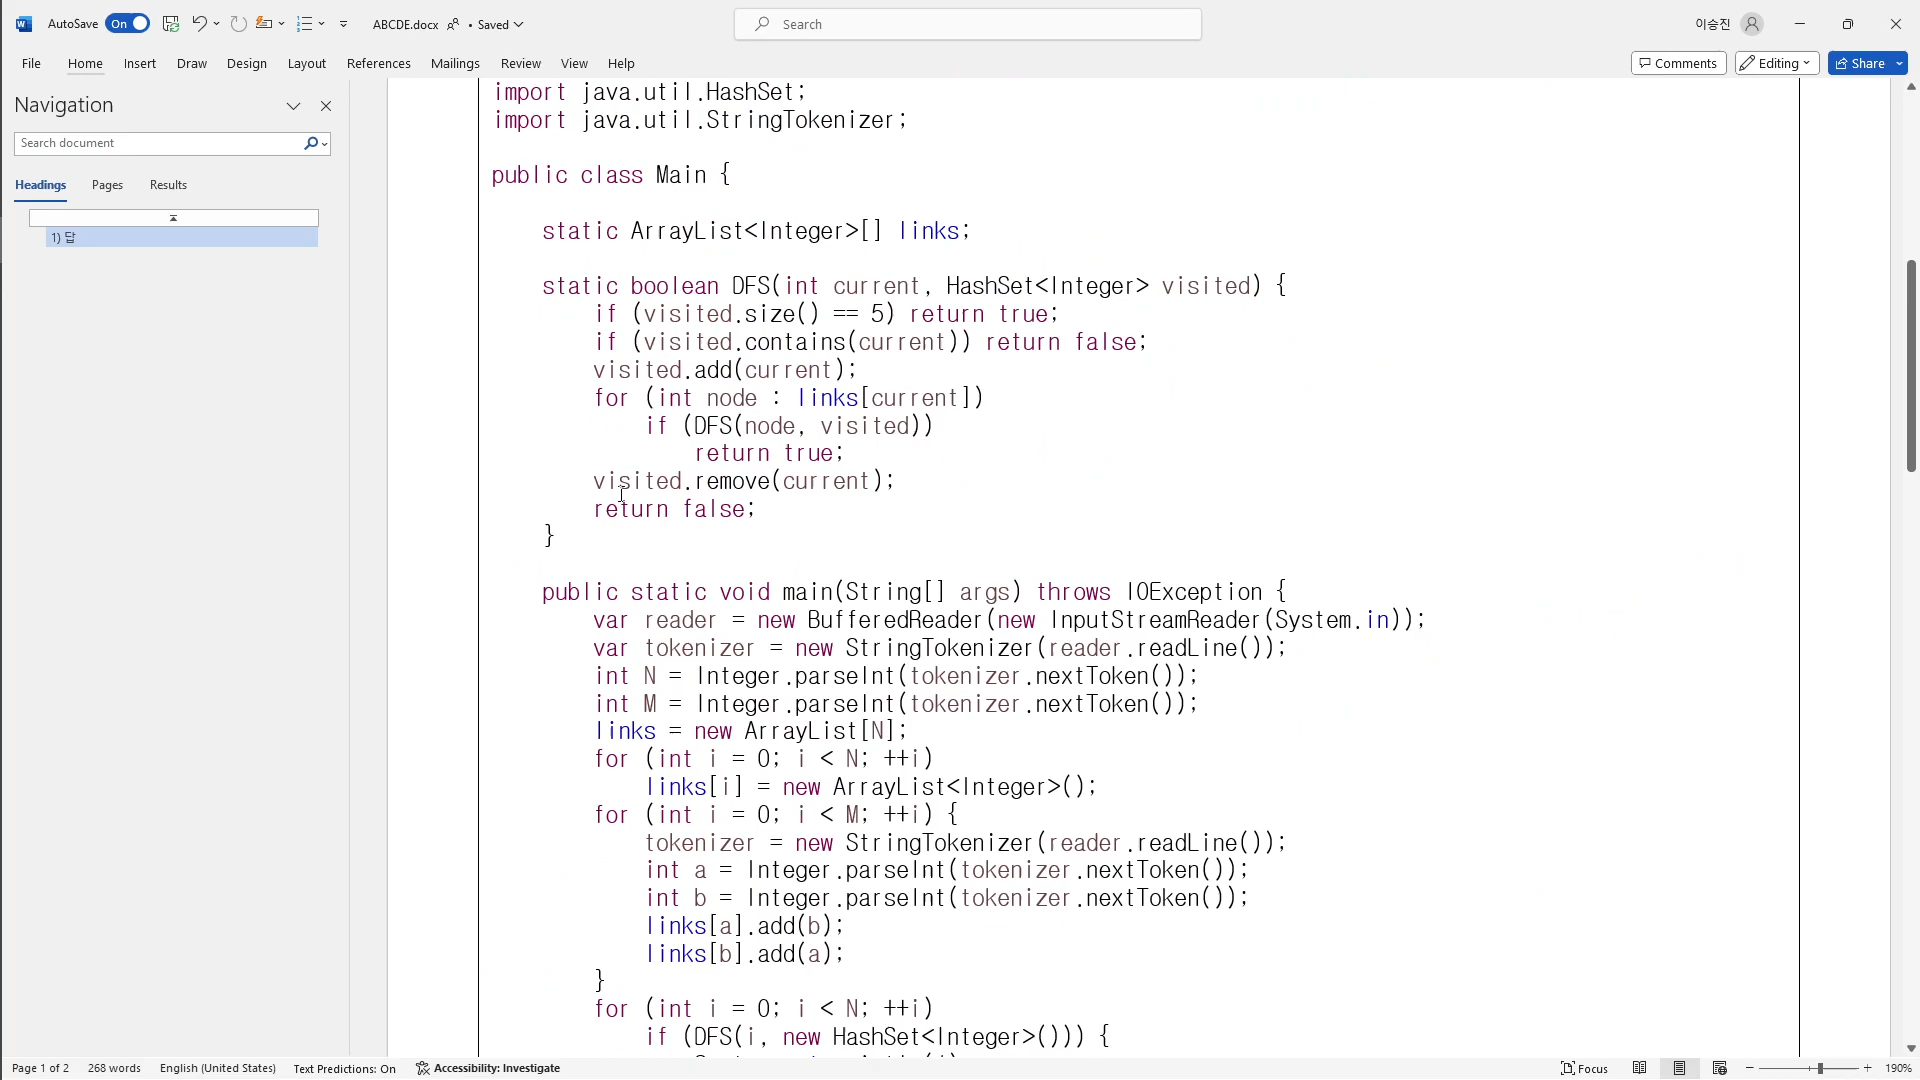 AutoSave On ABCDE.docx • Saved Search 이승진
File Home Insert Draw Design Layout References Mailings Review View Help Comments Editing Share
Navigation
Search document
Headings Pages Results
1) 답
import java.util.HashSet;
import java.util.StringTokenizer;
public class Main {
static ArrayList<Integer>[] links;
static boolean DFS(int current, HashSet<Integer> visited) {
if (visited.size() == 5) return true;
if (visited.contains(current)) return false;
visited.add(current);
for (int node : links[current])
if (DFS(node, visited))
return true;
visited.remove(current);
return false;
}
public static void main(String[] args) throws IOException {
var reader = new BufferedReader(new InputStreamReader(System.in));
var tokenizer = new StringTokenizer(reader.readLine());
int N = Integer.parseInt(tokenizer.nextToken());
int M = Integer.parseInt(tokenizer.nextToken());
links = new ArrayList[N];
for (int i = 0; i < N; ++i)
links[i] = new ArrayList<Integer>();
for (int i = 0; i < M; ++i) {
tokenizer = new StringTokenizer(reader.readLine());
int a = Integer.parseInt(tokenizer.nextToken());
int b = Integer.parseInt(tokenizer.nextToken());
links[a].add(b);
links[b].add(a);
}
for (int i = 0; i < N; ++i)
if (DFS(i, new HashSet<Integer>())) {
Page 1 of 2 268 words English (United States) Text Predictions: On Accessibility: Investigate Focus 190%